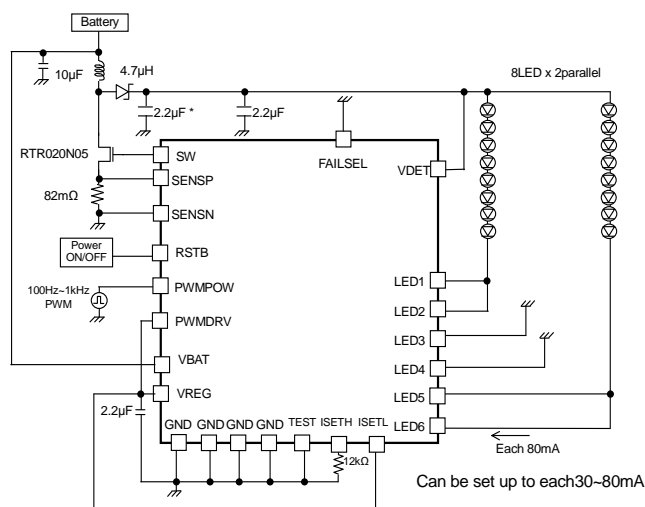 Battery
10μF
4.7μH
8LED x 2parallel
2.2μF *
2.2μF
RTR020N05
SW
FAILSEL
VDET
SENSP
82mΩ
SENSN
Power
ON/OFF
RSTB
LED1
100Hz~1kHz
PWM
PWMPOW
LED2
PWMDRV
LED3
VBAT
LED4
VREG
LED5
2.2μF
GND GND GND GND TEST ISETH ISETL
LED6
Each 80mA
12kΩ
Can be set up to each30~80mA